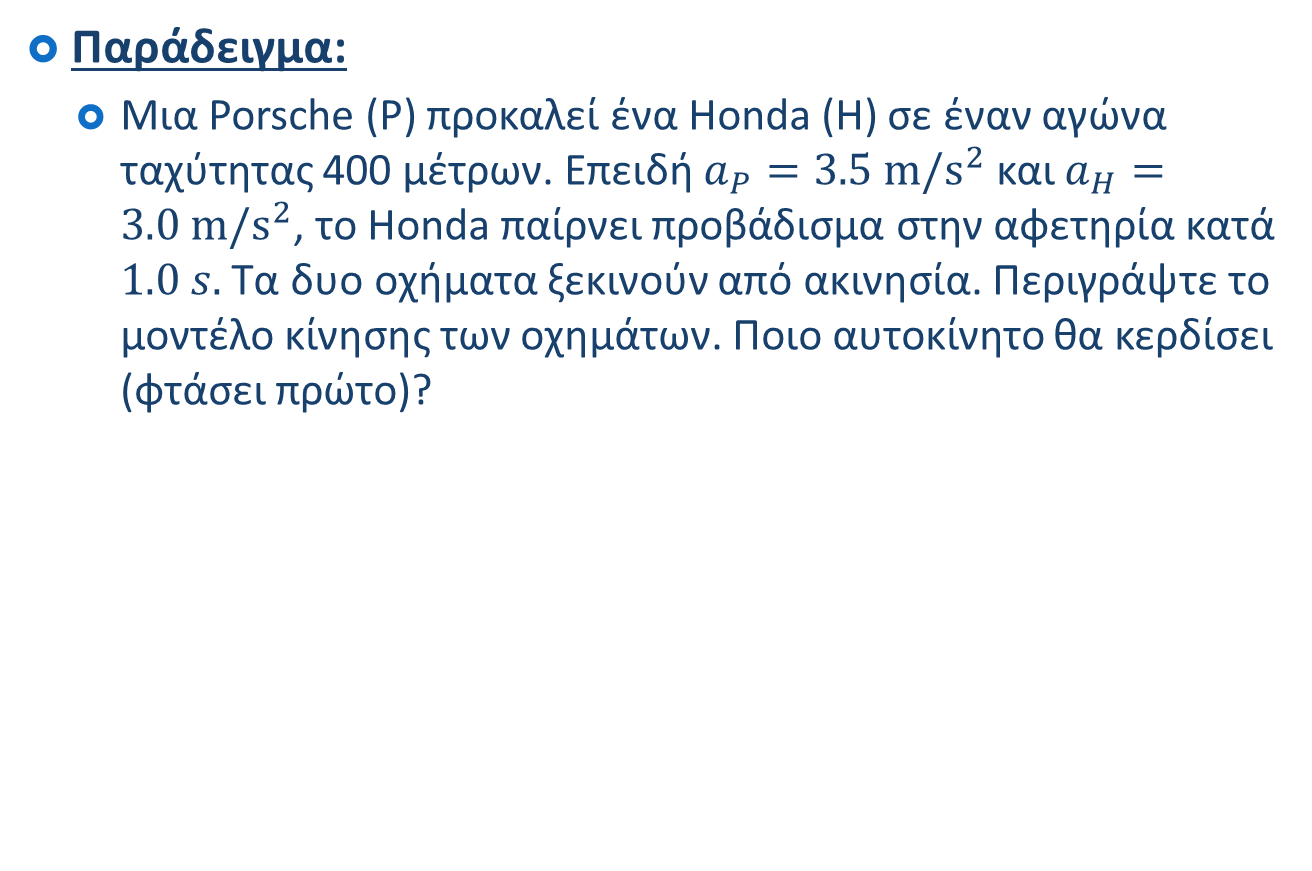 Παράδειγμα:
Μια Porsche (P) προκαλεί ένα Honda (H) σε έναν αγώνα
ταχύτητας 400 μέτρων. Επειδή 𝑎_𝑃 = 3.5 m/s² και 𝑎_𝐻 =
3.0 m/s², το Honda παίρνει προβάδισμα στην αφετηρία κατά
1.0 𝑠. Τα δυο οχήματα ξεκινούν από ακινησία. Περιγράψτε το
μοντέλο κίνησης των οχημάτων. Ποιο αυτοκίνητο θα κερδίσει
(φτάσει πρώτο)?